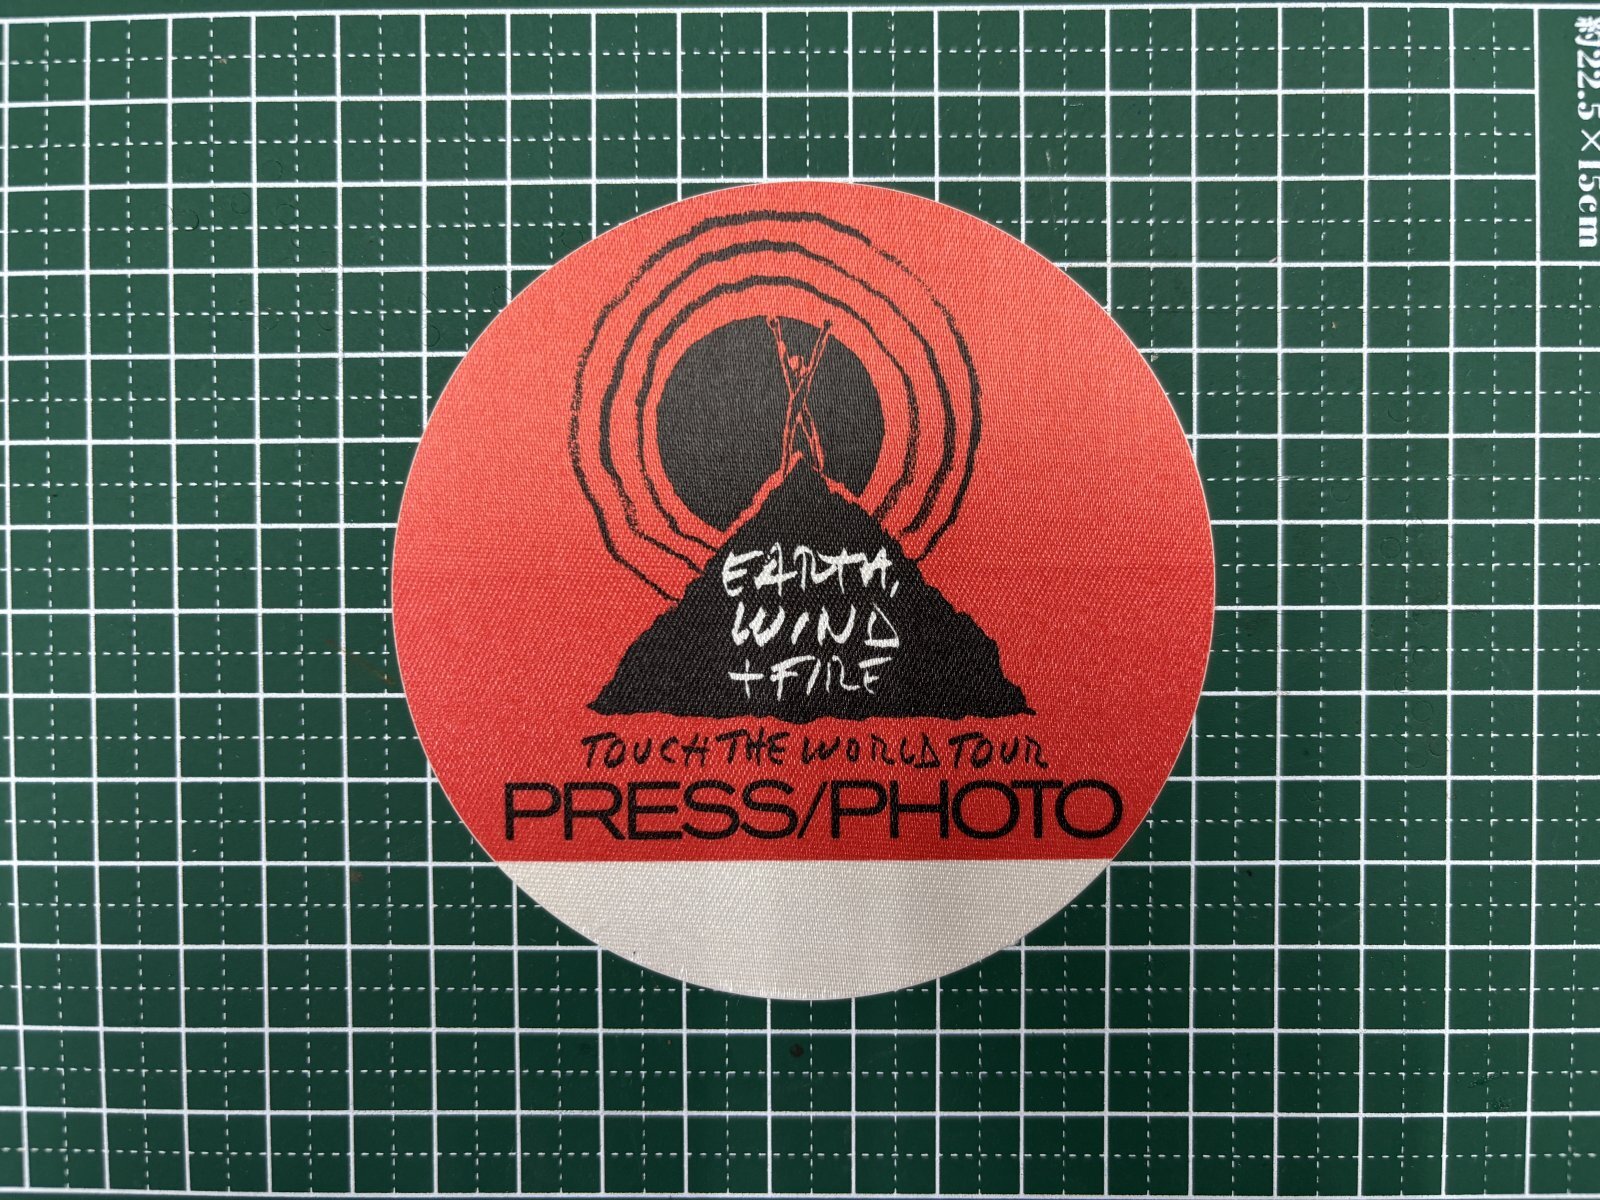 EARTH,
WIND
+ FIRE
TOUCH THE WORLD TOUR
PRESS/PHOTO
約22.5×15cm